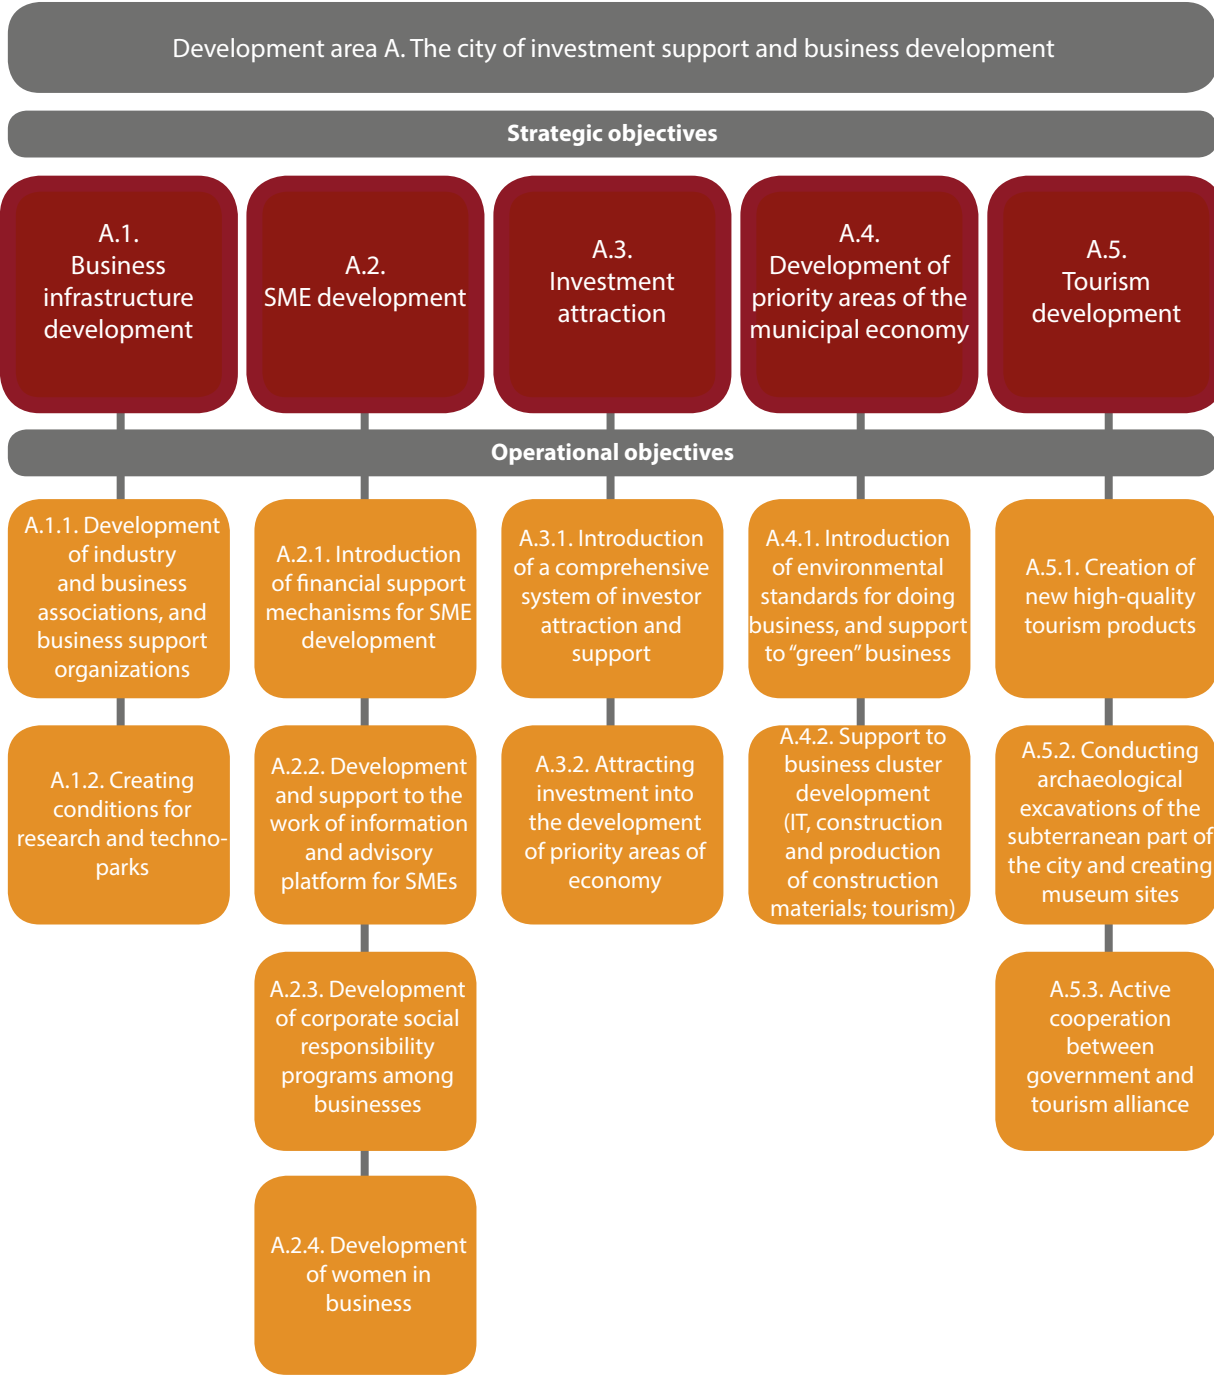 Development area A. The city of investment support and business development
Strategic objectives
A.1.
Business
infrastructure
development
A.2.
SME development
A.3.
Investment
attraction
A.4.
Development of
priority areas of the
municipal economy
A.5.
Tourism
development
Operational objectives
A.1.1. Development
of industry
and business
associations, and
business support
organizations
A.2.1. Introduction
of financial support
mechanisms for SME
development
A.3.1. Introduction
of a comprehensive
system of investor
attraction and
support
A.4.1. Introduction
of environmental
standards for doing
business, and support
to “green” business
A.5.1. Creation of
new high-quality
tourism products
A.1.2. Creating
conditions for
research and techno-
parks
A.2.2. Development
and support to the
work of information
and advisory
platform for SMEs
A.3.2. Attracting
investment into
the development
of priority areas of
economy
A.4.2. Support to
business cluster
development
(IT, construction
and production
of construction
materials; tourism)
A.5.2. Conducting
archaeological
excavations of the
subterranean part of
the city and creating
museum sites
A.2.3. Development
of corporate social
responsibility
programs among
businesses
A.5.3. Active
cooperation
between
government and
tourism alliance
A.2.4. Development
of women in
business